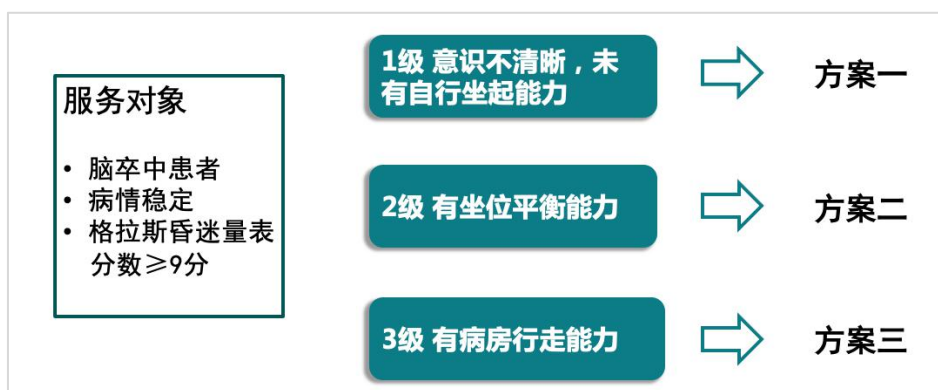 服务对象
• 脑卒中患者
• 病情稳定
• 格拉斯昏迷量表
分数≥9分
1级 意识不清晰，未
有自行坐起能力
方案一
2级 有坐位平衡能力
方案二
3级 有病房行走能力
方案三